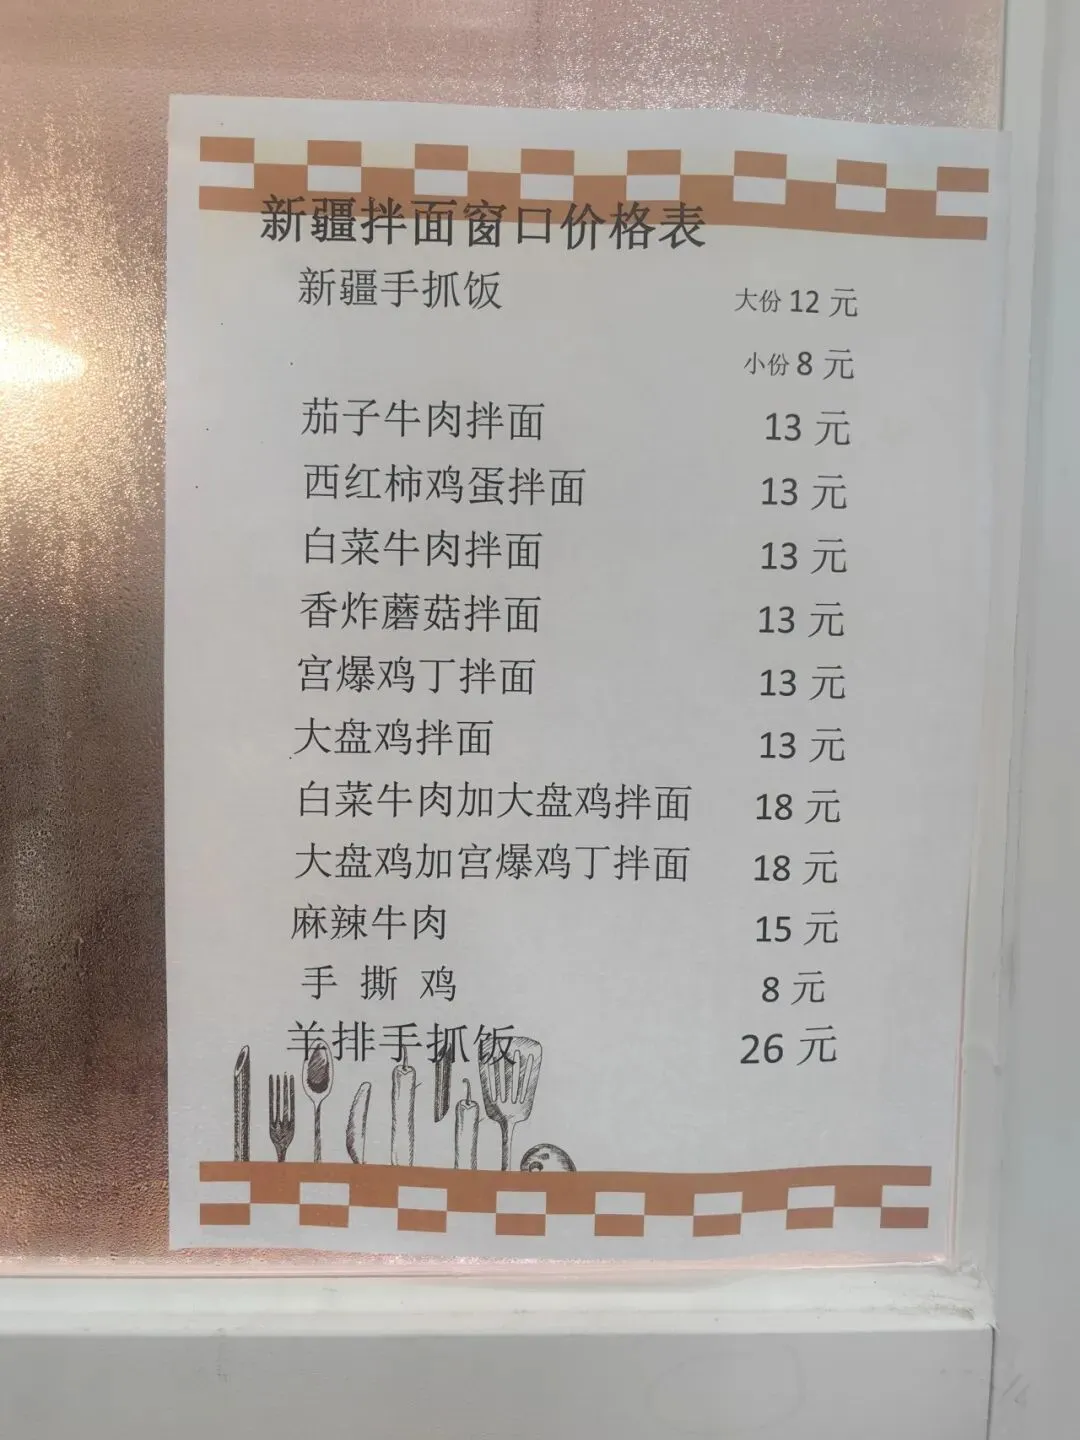 新疆拌面窗口价格表
新疆手抓饭 大份 12 元
小份 8 元
茄子牛肉拌面 13 元
西红柿鸡蛋拌面 13 元
白菜牛肉拌面 13 元
香炸蘑菇拌面 13 元
宫爆鸡丁拌面 13 元
大盘鸡拌面 13 元
白菜牛肉加大盘鸡拌面 18 元
大盘鸡加宫爆鸡丁拌面 18 元
麻辣牛肉 15 元
手 撕 鸡 8 元
羊排手抓饭 26 元